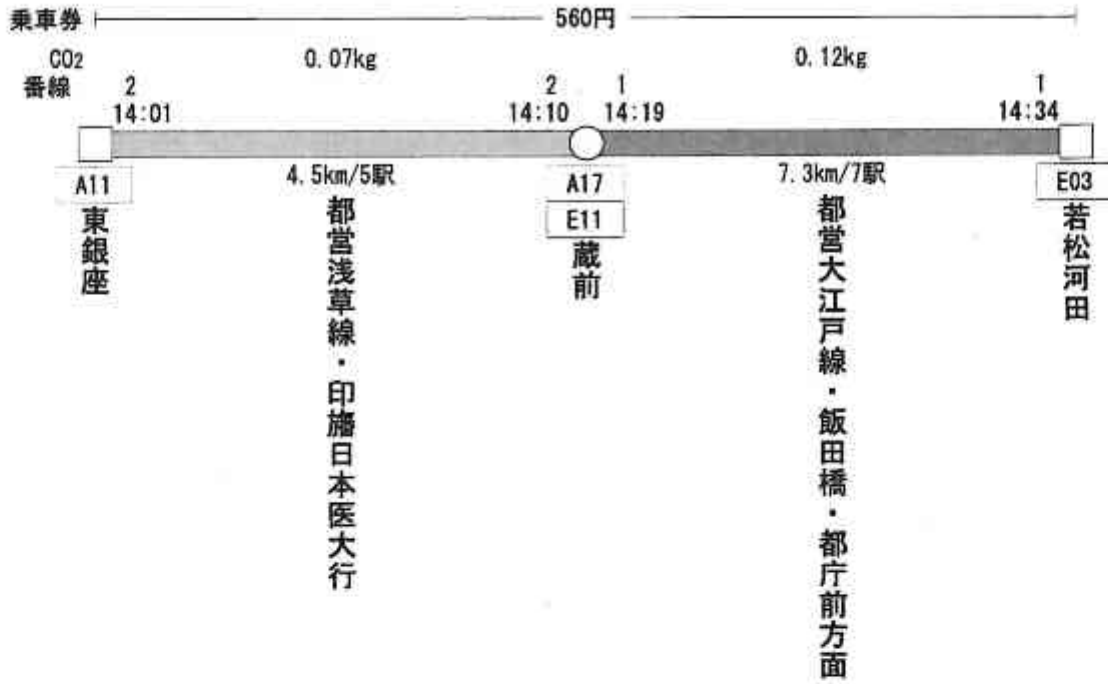 乗車券 560円
CO2 0.07kg 0.12kg
番線 2 2 1 1
14:01 14:10 14:19 14:34
4.5km/5駅 7.3km/7駅
A11 A17 E03
E11
東銀座
都営浅草線・印旛日本医大行
蔵前
都営大江戸線・飯田橋・都庁前方面
若松河田